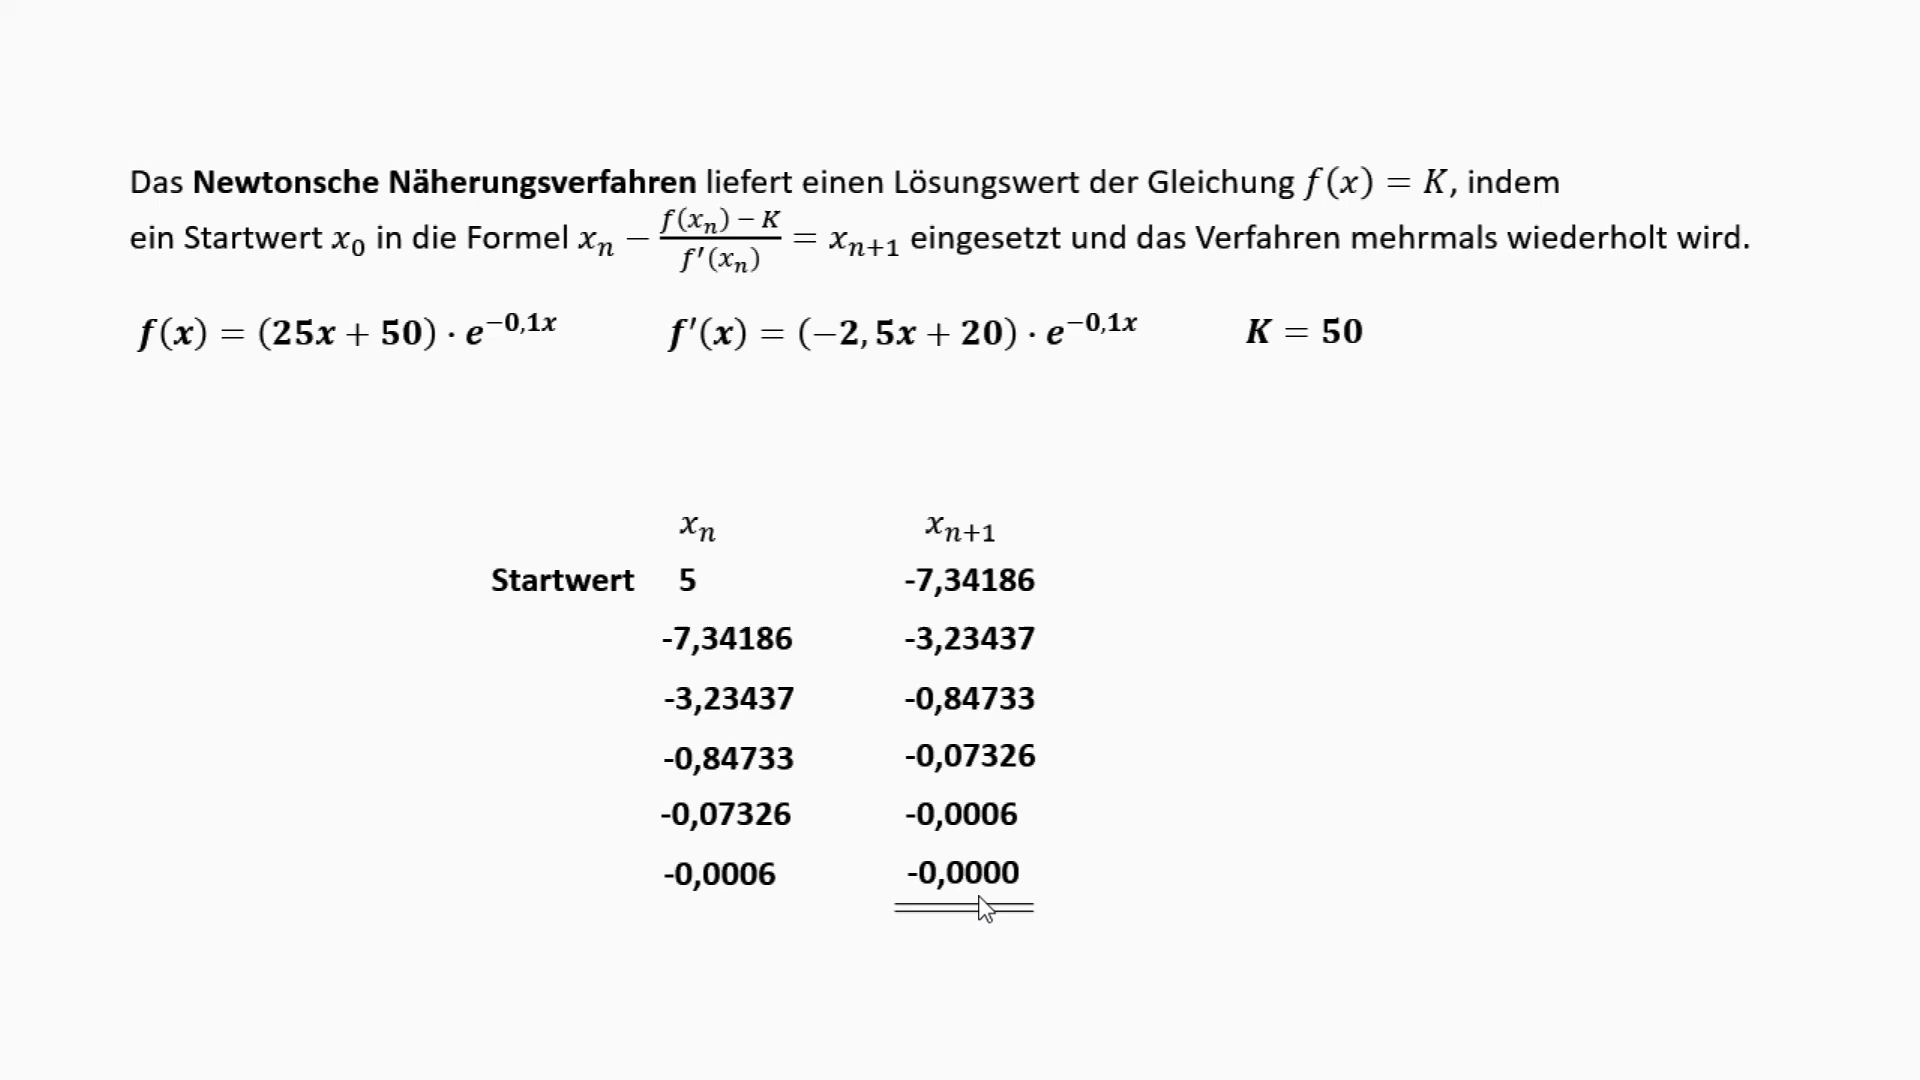 Das Newtonsche Näherungsverfahren liefert einen Lösungswert der Gleichung f(x) = K, indem
ein Startwert x₀ in die Formel xₙ − (f(xₙ) − K)/(f′(xₙ)) = xₙ₊₁ eingesetzt und das Verfahren mehrmals wiederholt wird.
f(x) = (25x + 50) · e^(−0,1x) f′(x) = (−2,5x + 20) · e^(−0,1x) K = 50
xₙ xₙ₊₁
Startwert 5 -7,34186
-7,34186 -3,23437
-3,23437 -0,84733
-0,84733 -0,07326
-0,07326 -0,0006
-0,0006 -0,0000